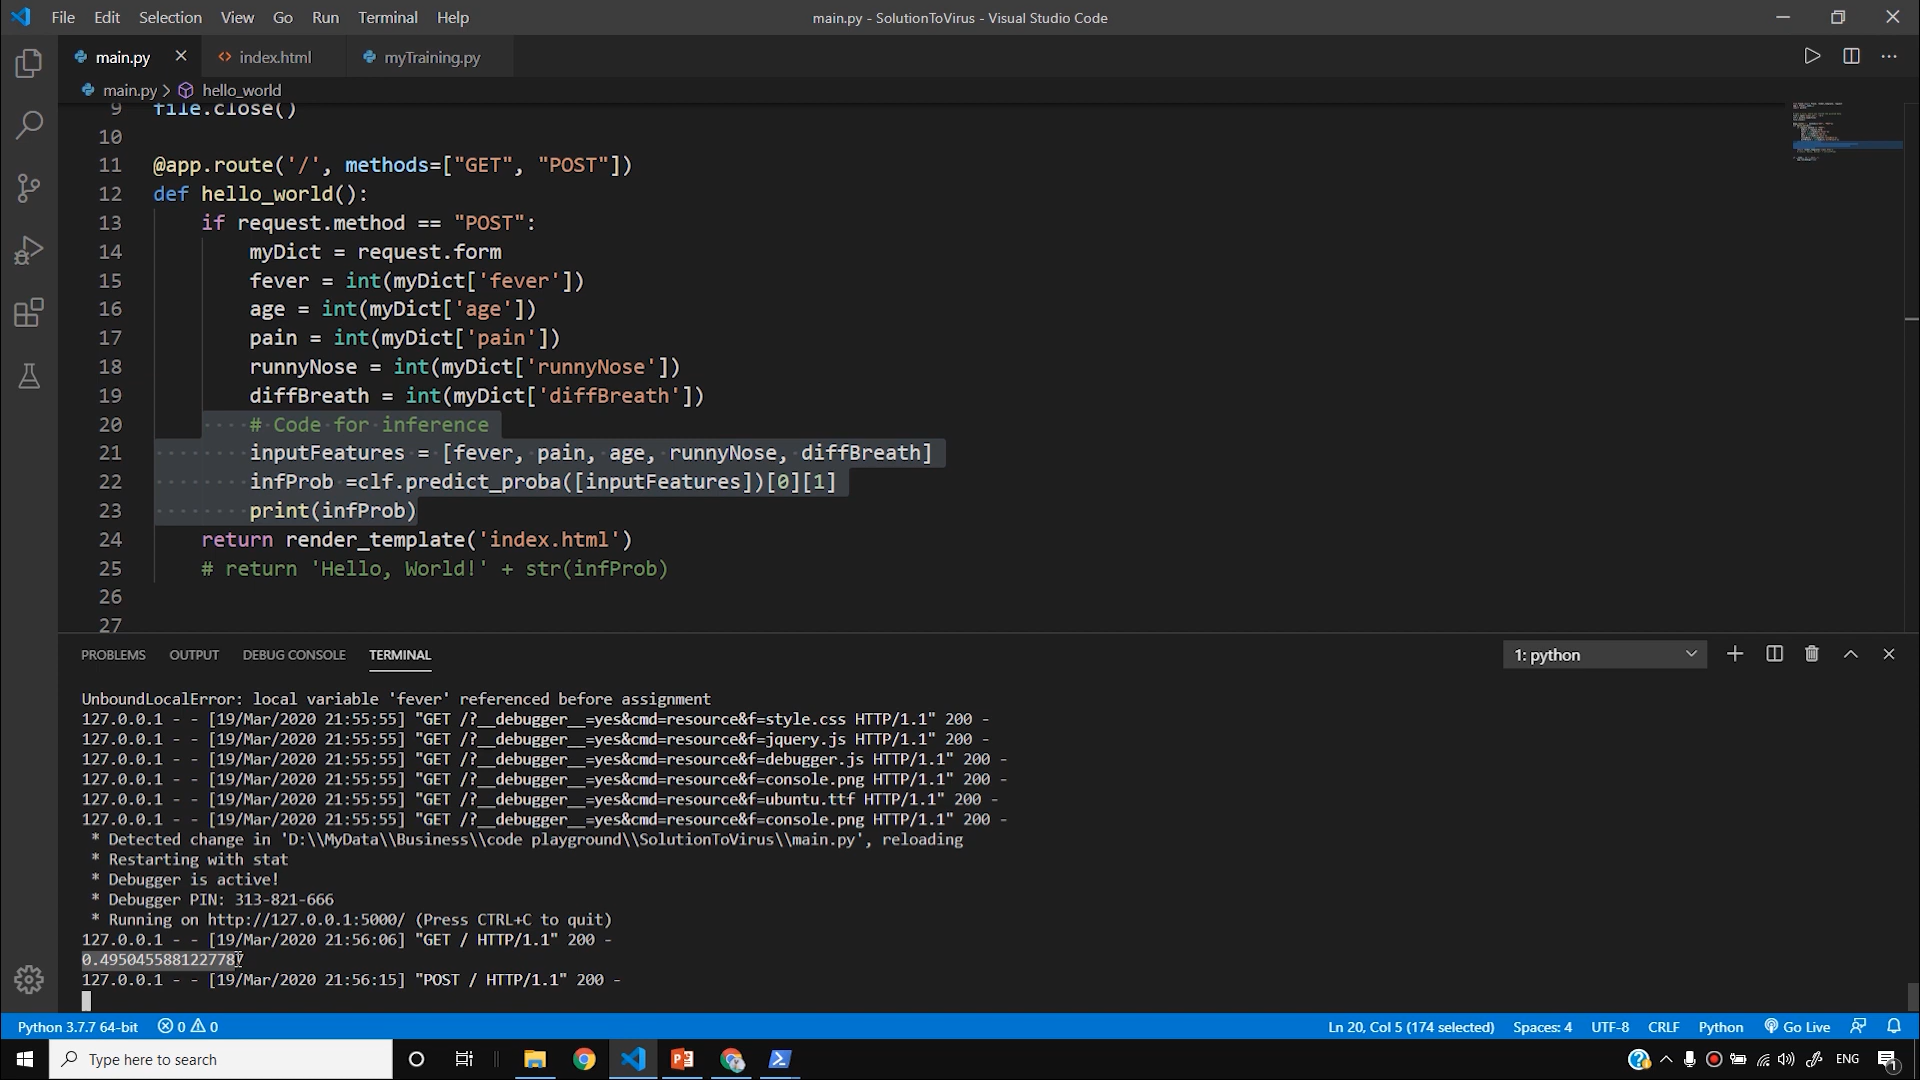 File Edit Selection View Go Run Terminal Help
main.py - SolutionToVirus - Visual Studio Code
main.py index.html myTraining.py
main.py > hello_world
9 file.close()
10
11 @app.route('/', methods=["GET", "POST"])
12 def hello_world():
13 if request.method == "POST":
14 myDict = request.form
15 fever = int(myDict['fever'])
16 age = int(myDict['age'])
17 pain = int(myDict['pain'])
18 runnyNose = int(myDict['runnyNose'])
19 diffBreath = int(myDict['diffBreath'])
20 # Code for inference
21 inputFeatures = [fever, pain, age, runnyNose, diffBreath]
22 infProb =clf.predict_proba([inputFeatures])[0][1]
23 print(infProb)
24 return render_template('index.html')
25 # return 'Hello, World!' + str(infProb)
26
27
PROBLEMS OUTPUT DEBUG CONSOLE TERMINAL
1: python
UnboundLocalError: local variable 'fever' referenced before assignment
127.0.0.1 - - [19/Mar/2020 21:55:55] "GET /?__debugger__=yes&cmd=resource&f=style.css HTTP/1.1" 200 -
127.0.0.1 - - [19/Mar/2020 21:55:55] "GET /?__debugger__=yes&cmd=resource&f=jquery.js HTTP/1.1" 200 -
127.0.0.1 - - [19/Mar/2020 21:55:55] "GET /?__debugger__=yes&cmd=resource&f=debugger.js HTTP/1.1" 200 -
127.0.0.1 - - [19/Mar/2020 21:55:55] "GET /?__debugger__=yes&cmd=resource&f=console.png HTTP/1.1" 200 -
127.0.0.1 - - [19/Mar/2020 21:55:55] "GET /?__debugger__=yes&cmd=resource&f=ubuntu.ttf HTTP/1.1" 200 -
127.0.0.1 - - [19/Mar/2020 21:55:55] "GET /?__debugger__=yes&cmd=resource&f=console.png HTTP/1.1" 200 -
* Detected change in 'D:\\MyData\\Business\\code playground\\SolutionToVirus\\main.py', reloading
* Restarting with stat
* Debugger is active!
* Debugger PIN: 313-821-666
* Running on http://127.0.0.1:5000/ (Press CTRL+C to quit)
127.0.0.1 - - [19/Mar/2020 21:56:06] "GET / HTTP/1.1" 200 -
0.4950455881227787
127.0.0.1 - - [19/Mar/2020 21:56:15] "POST / HTTP/1.1" 200 -
Python 3.7.7 64-bit 0 0
Ln 20, Col 5 (174 selected) Spaces: 4 UTF-8 CRLF Python Go Live
Type here to search
ENG
1